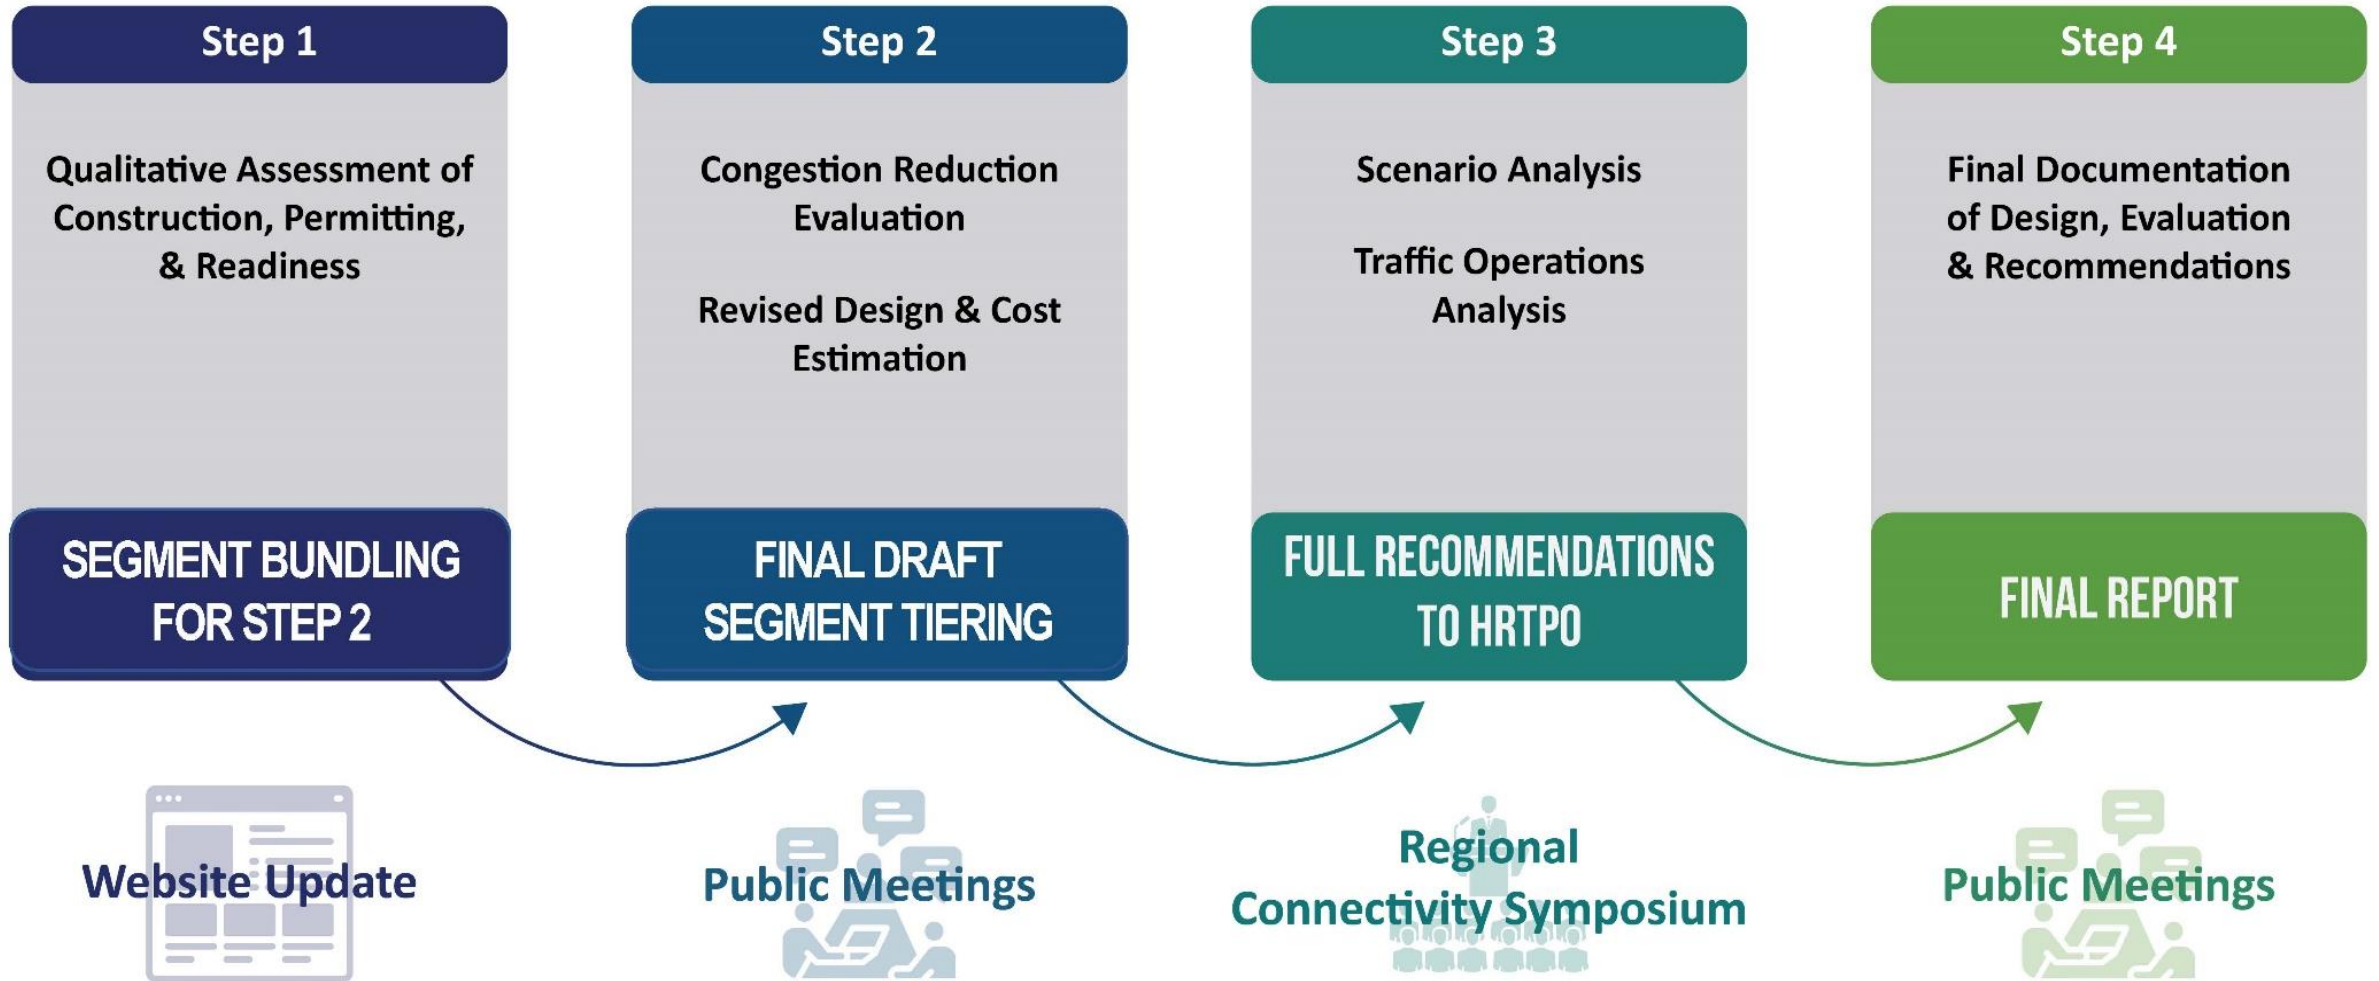 Step 1
Qualitative Assessment of
Construction, Permitting,
& Readiness
SEGMENT BUNDLING
FOR STEP 2
Website Update
Step 2
Congestion Reduction
Evaluation
Revised Design & Cost
Estimation
FINAL DRAFT
SEGMENT TIERING
Public Meetings
Step 3
Scenario Analysis
Traffic Operations
Analysis
FULL RECOMMENDATIONS
TO HRTPO
Regional
Connectivity Symposium
Step 4
Final Documentation
of Design, Evaluation
& Recommendations
FINAL REPORT
Public Meetings